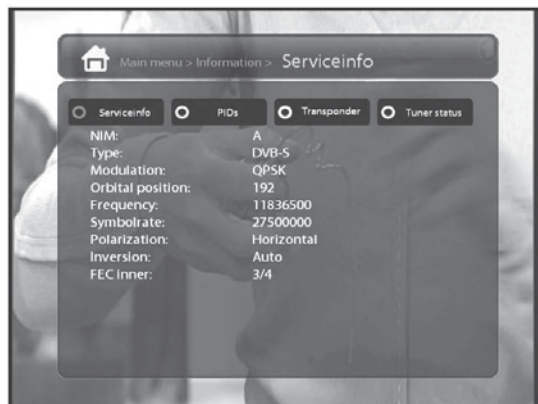 Main menu > Information > Serviceinfo
Serviceinfo PIDs Transponder Tuner status
NIM: A
Type: DVB-S
Modulation: QPSK
Orbital position: 192
Frequency: 11836500
Symbolrate: 27500000
Polarization: Horizontal
Inversion: Auto
FEC inner: 3/4